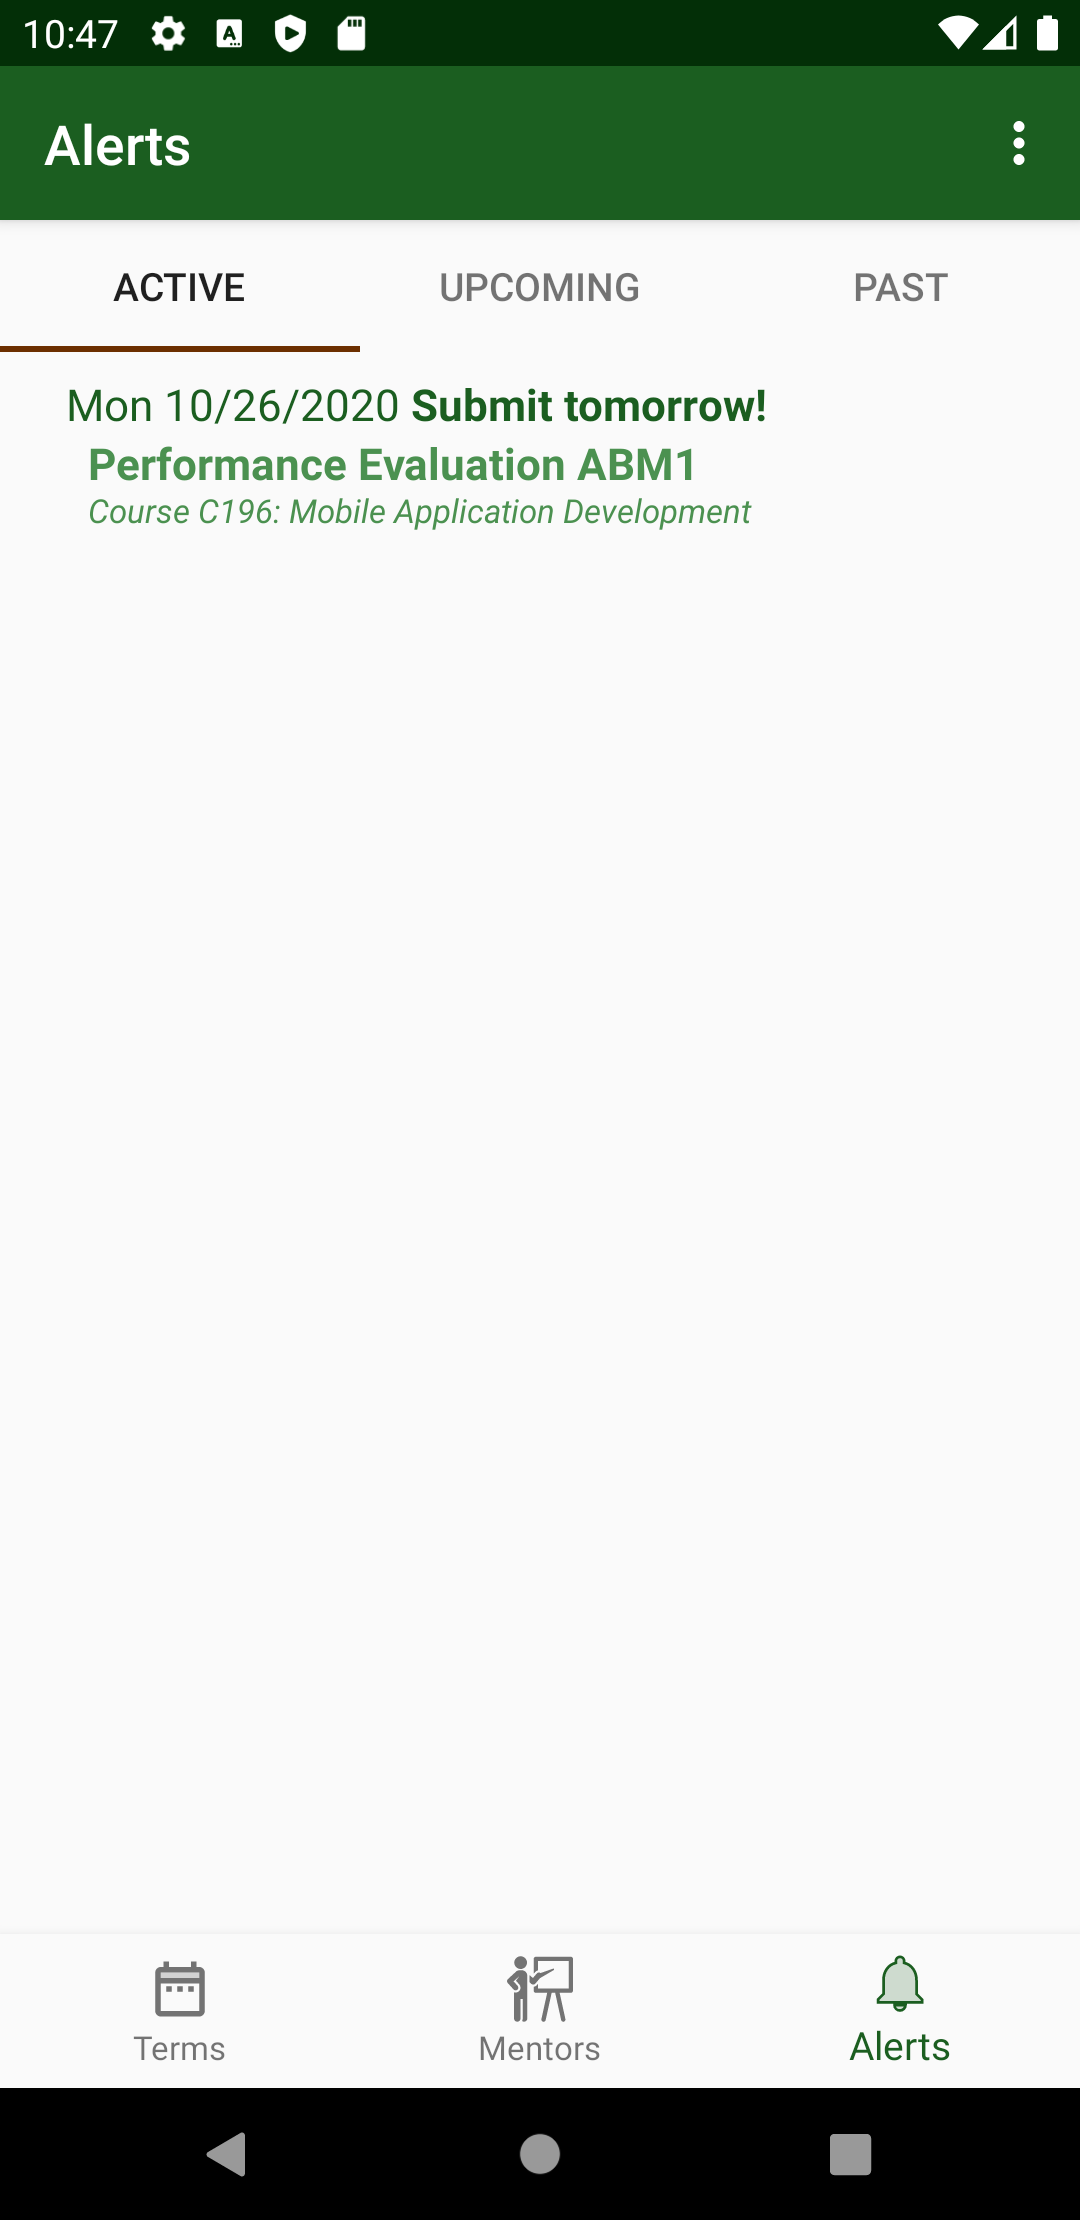 10:47
Alerts
ACTIVE UPCOMING PAST
Mon 10/26/2020 Submit tomorrow!
Performance Evaluation ABM1
Course C196: Mobile Application Development
Terms Mentors Alerts